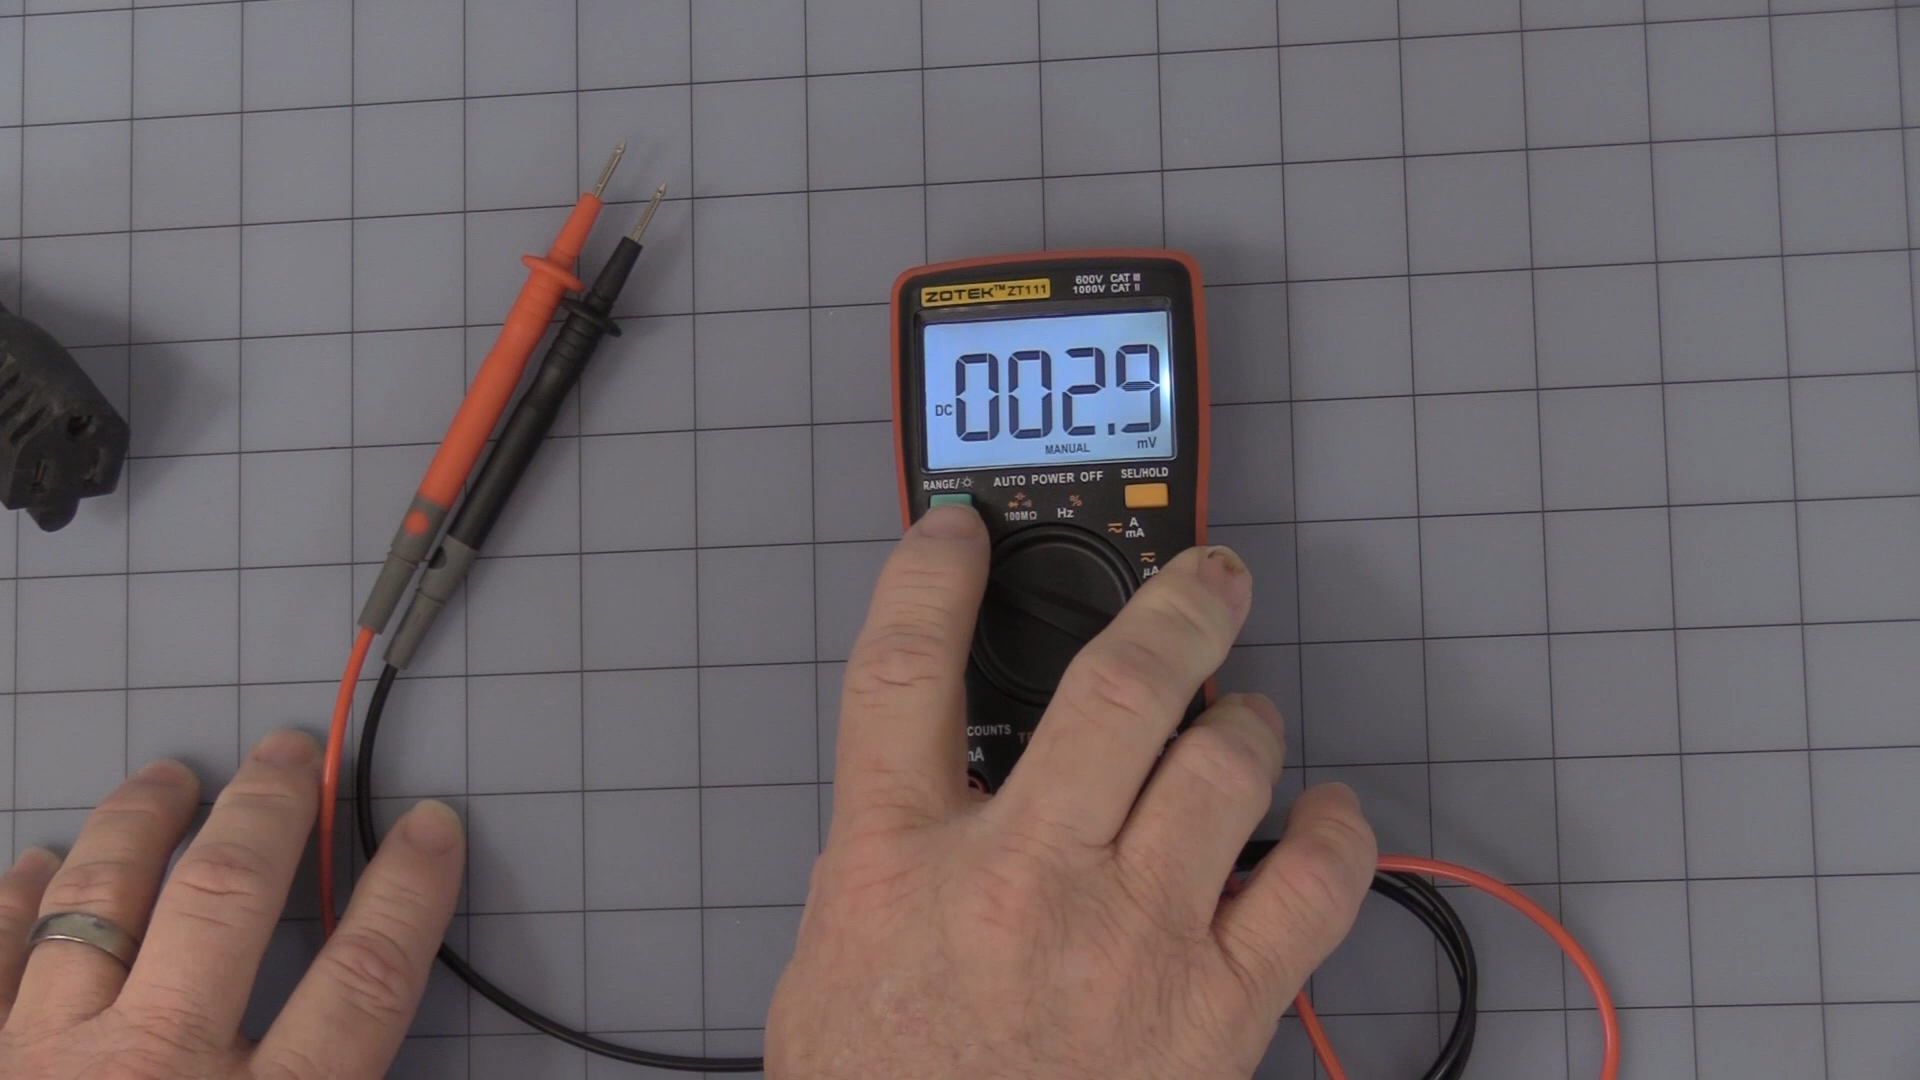 ZOTEK™ ZT111
600V CAT III
1000V CAT II
DC
002.9
MANUAL
mV
RANGE/
AUTO POWER OFF
SEL/HOLD
100MΩ
%
Hz
A
mA
µA
COUNTS